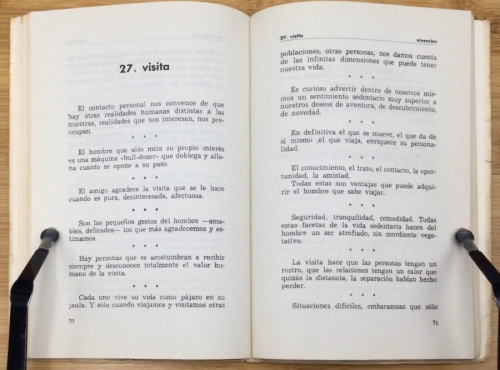 27. visita
El contacto personal nos convence de que
hay otras realidades humanas distintas a las
nuestras, realidades que nos interesan, nos pre-
ocupan.
* * *
El hombre que sólo mira su propio interés
es una máquina «bull-dozer» que doblega y alla-
na cuanto se opone a su paso.
* * *
El amigo agradece la visita que se le hace
cuando es pura, desinteresada, afectuosa.
* * *
Son los pequeños gestos del hombre —ama-
bles, delicados— los que más agradecemos y es-
timamos.
* * *
Hay personas que se acostumbran a recibir
siempre y desconocen totalmente el valor hu-
mano de la visita.
* * *
Cada uno vive su vida como pájaro en su
jaula. Y sólo cuando viajamos y visitamos otras
70
27. visita vivencias
poblaciones, otras personas, nos damos cuenta
de las infinitas dimensiones que puede tener
nuestra vida.
* * *
Es curioso advertir dentro de nosotros mis-
mos un sentimiento sedentario muy superior a
nuestros deseos de aventura, de descubrimiento,
de novedad.
* * *
En definitiva el que se mueve, el que da de
sí mismo ,el que viaja, enriquece su persona-
lidad.
* * *
El conocimiento, el trato, el contacto, la opor-
tunidad, la amistad.
Todas estas son ventajas que puede adqui-
rir el hombre que sabe viajar.
* * *
Seguridad, tranquilidad, comodidad. Todas
estas facetas de la vida sedentaria hacen del
hombre un ser atrofiado, sin mordiente vege-
tativo.
* * *
La visita hace que las personas tengan un
rostro, que las relaciones tengan un calor que
quizás la distancia, la separación habían hecho
perder.
* * *
Situaciones difíciles, embarazosas que sólo
71